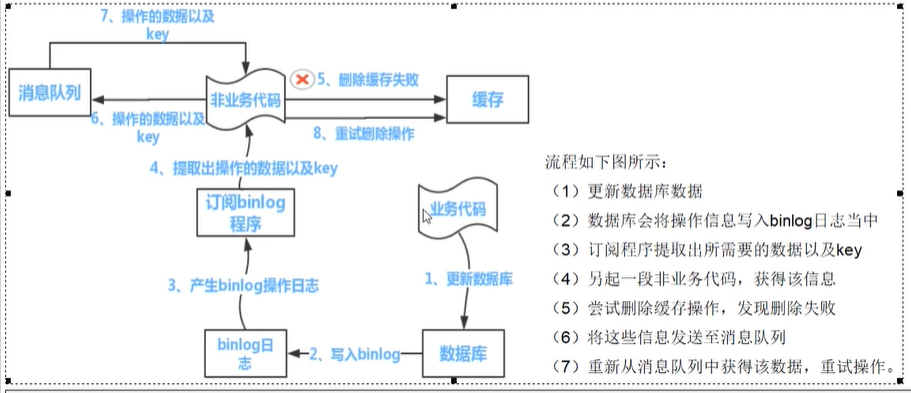 7、操作的数据以及
key
消息队列
非业务代码
5、删除缓存失败
缓存
6、操作的数据以及
key
8、重试删除操作
4、提取出操作的数据以及key
订阅binlog
程序
业务代码
3、产生binlog操作日志
1、更新数据库
binlog日
志
2、写入binlog
数据库
流程如下图所示：
（1）更新数据库数据
（2）数据库会将操作信息写入binlog日志当中
（3）订阅程序提取出所需要的数据以及key
（4）另起一段非业务代码，获得该信息
（5）尝试删除缓存操作，发现删除失败
（6）将这些信息发送至消息队列
（7）重新从消息队列中获得该数据，重试操作。